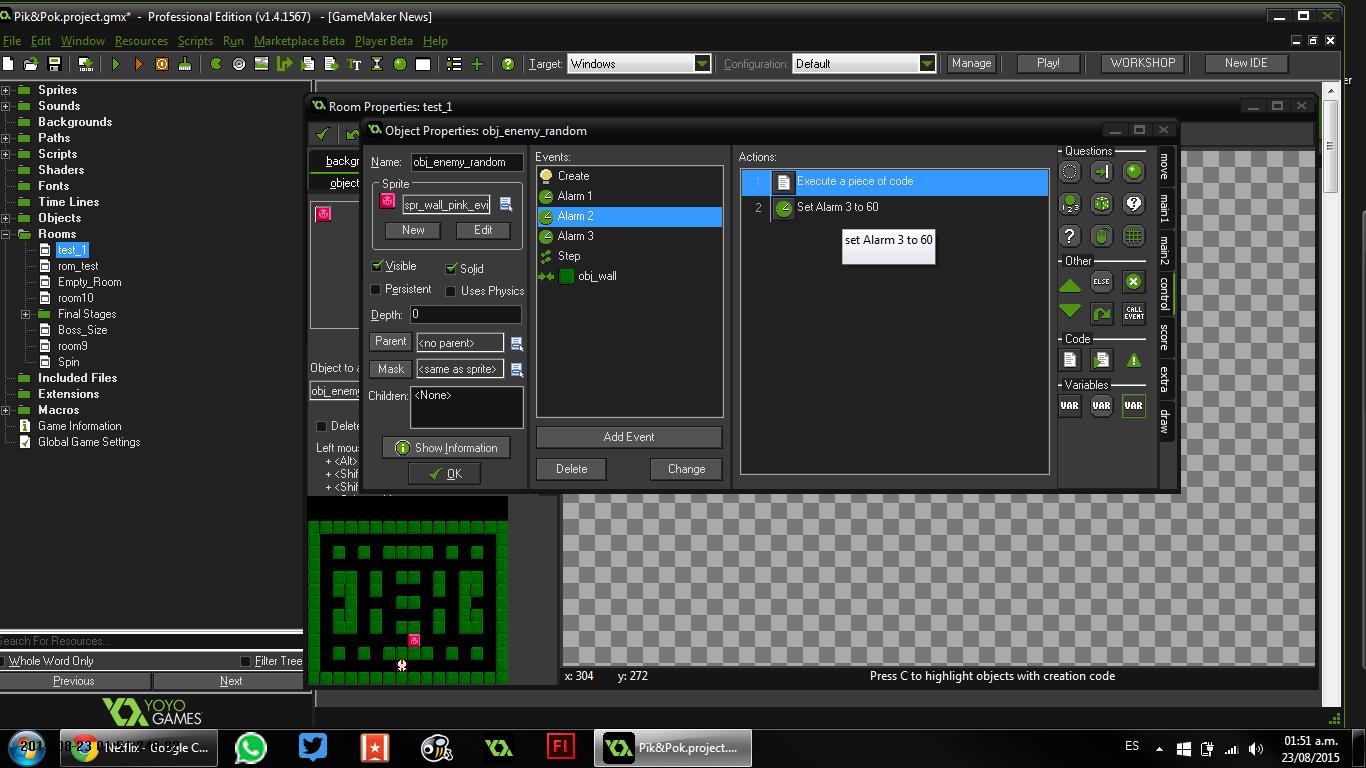 Pik&Pok.project.gmx* - Professional Edition (v1.4.1567) - [GameMaker News]
File Edit Window Resources Scripts Run Marketplace Beta Player Beta Help
Target: Windows Configuration: Default Manage Play! WORKSHOP New IDE
Sprites
Sounds
Backgrounds
Paths
Scripts
Shaders
Fonts
Time Lines
Objects
Rooms
test_1
rom_test
Empty_Room
room10
Final Stages
Boss_Size
room9
Spin
Included Files
Extensions
Macros
Game Information
Global Game Settings
Search For Resources...
Whole Word Only Filter Tree
Previous Next
YOYO
GAMES
Room Properties: test_1
backgr
object
Object to a
obj_enemy
Delete
Left mou
+ <Alt>
+ <Shif
+ <Shif
Object Properties: obj_enemy_random
Name: obj_enemy_random
Sprite
spr_wall_pink_evi
New Edit
Visible Solid
Persistent Uses Physics
Depth: 0
Parent <no parent>
Mask <same as sprite>
Children: <None>
Show Information
OK
Events:
Create
Alarm 1
Alarm 2
Alarm 3
Step
obj_wall
Add Event
Delete Change
Actions:
1 Execute a piece of code
2 Set Alarm 3 to 60
set Alarm 3 to 60
Questions
Other
ELSE
CALL
EVENT
Code
Variables
VAR VAR VAR
move
main1
main2
control
score
extra
draw
x: 304 y: 272 Press C to highlight objects with creation code
Netflix - Google C...
Fl
Pik&Pok.project....
ES
01:51 a.m.
23/08/2015